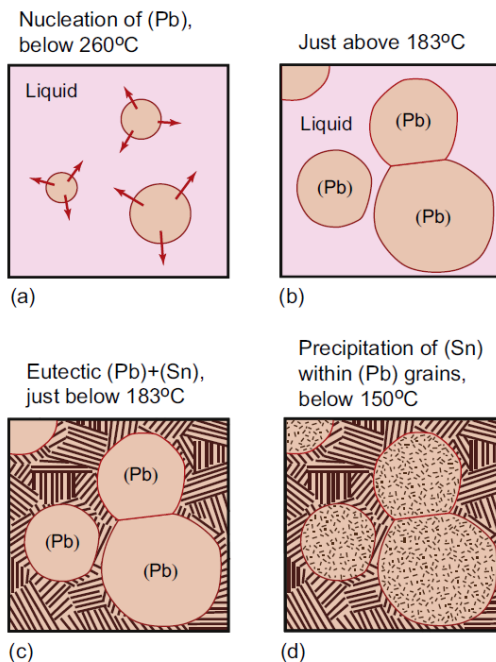 Nucleation of (Pb),
below 260ºC
Liquid
(a)
Just above 183ºC
Liquid
(Pb)
(Pb)
(Pb)
(b)
Eutectic (Pb)+(Sn),
just below 183ºC
(Pb)
(Pb)
(Pb)
(c)
Precipitation of (Sn)
within (Pb) grains,
below 150ºC
(d)